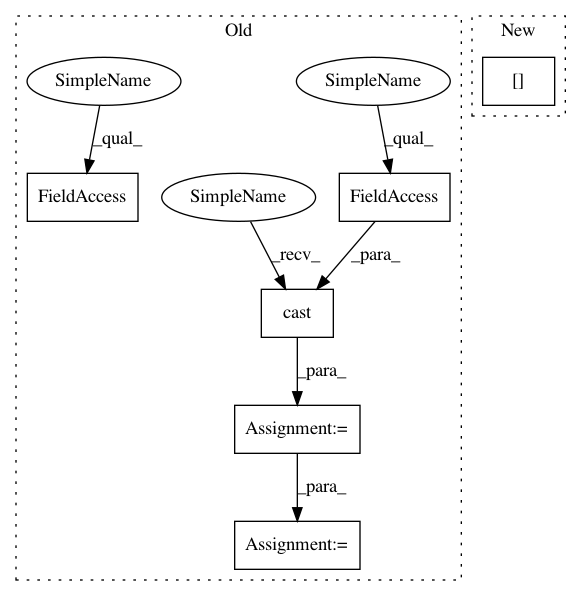 Old
New
SimpleName
SimpleName
[]
_qual_
_qual_
FieldAccess
SimpleName
FieldAccess
_recv_
_para_
cast
_para_
Assignment:=
_para_
Assignment:=